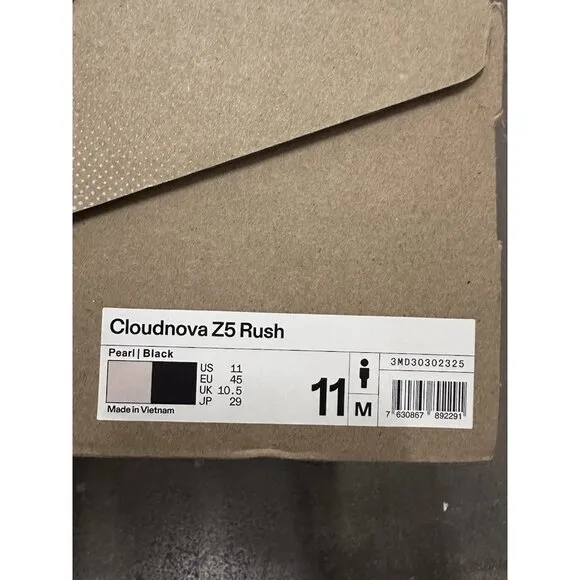 Cloudnova Z5 Rush
Pearl | Black
US 11
EU 45
UK 10.5
JP 29
Made in Vietnam
11 M
3MD30302325
7 630867 892291